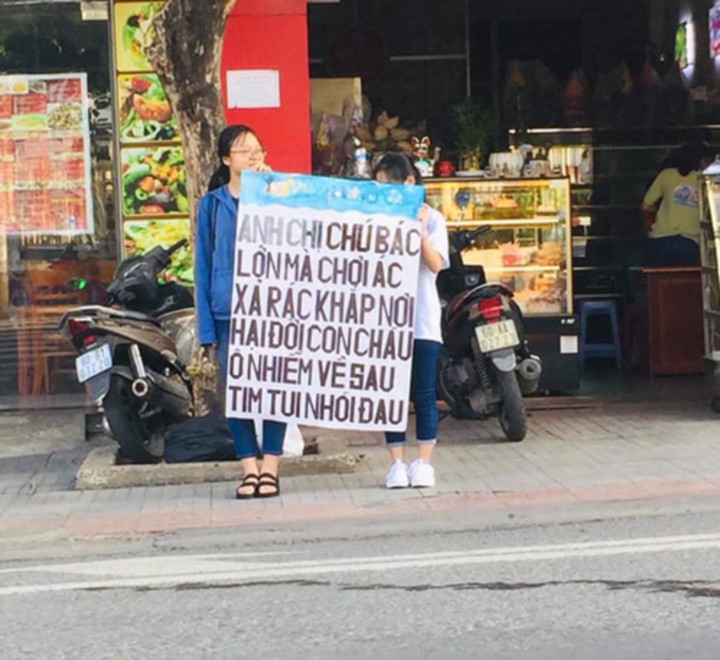 ANH CHỊ CHÚ BÁC
LỚN MÀ CHƠI ÁC
XẢ RÁC KHẮP NƠI
HẠI ĐỜI CON CHÁU
Ô NHIỄM VỀ SAU
TIM TUI NHÓI ĐAU